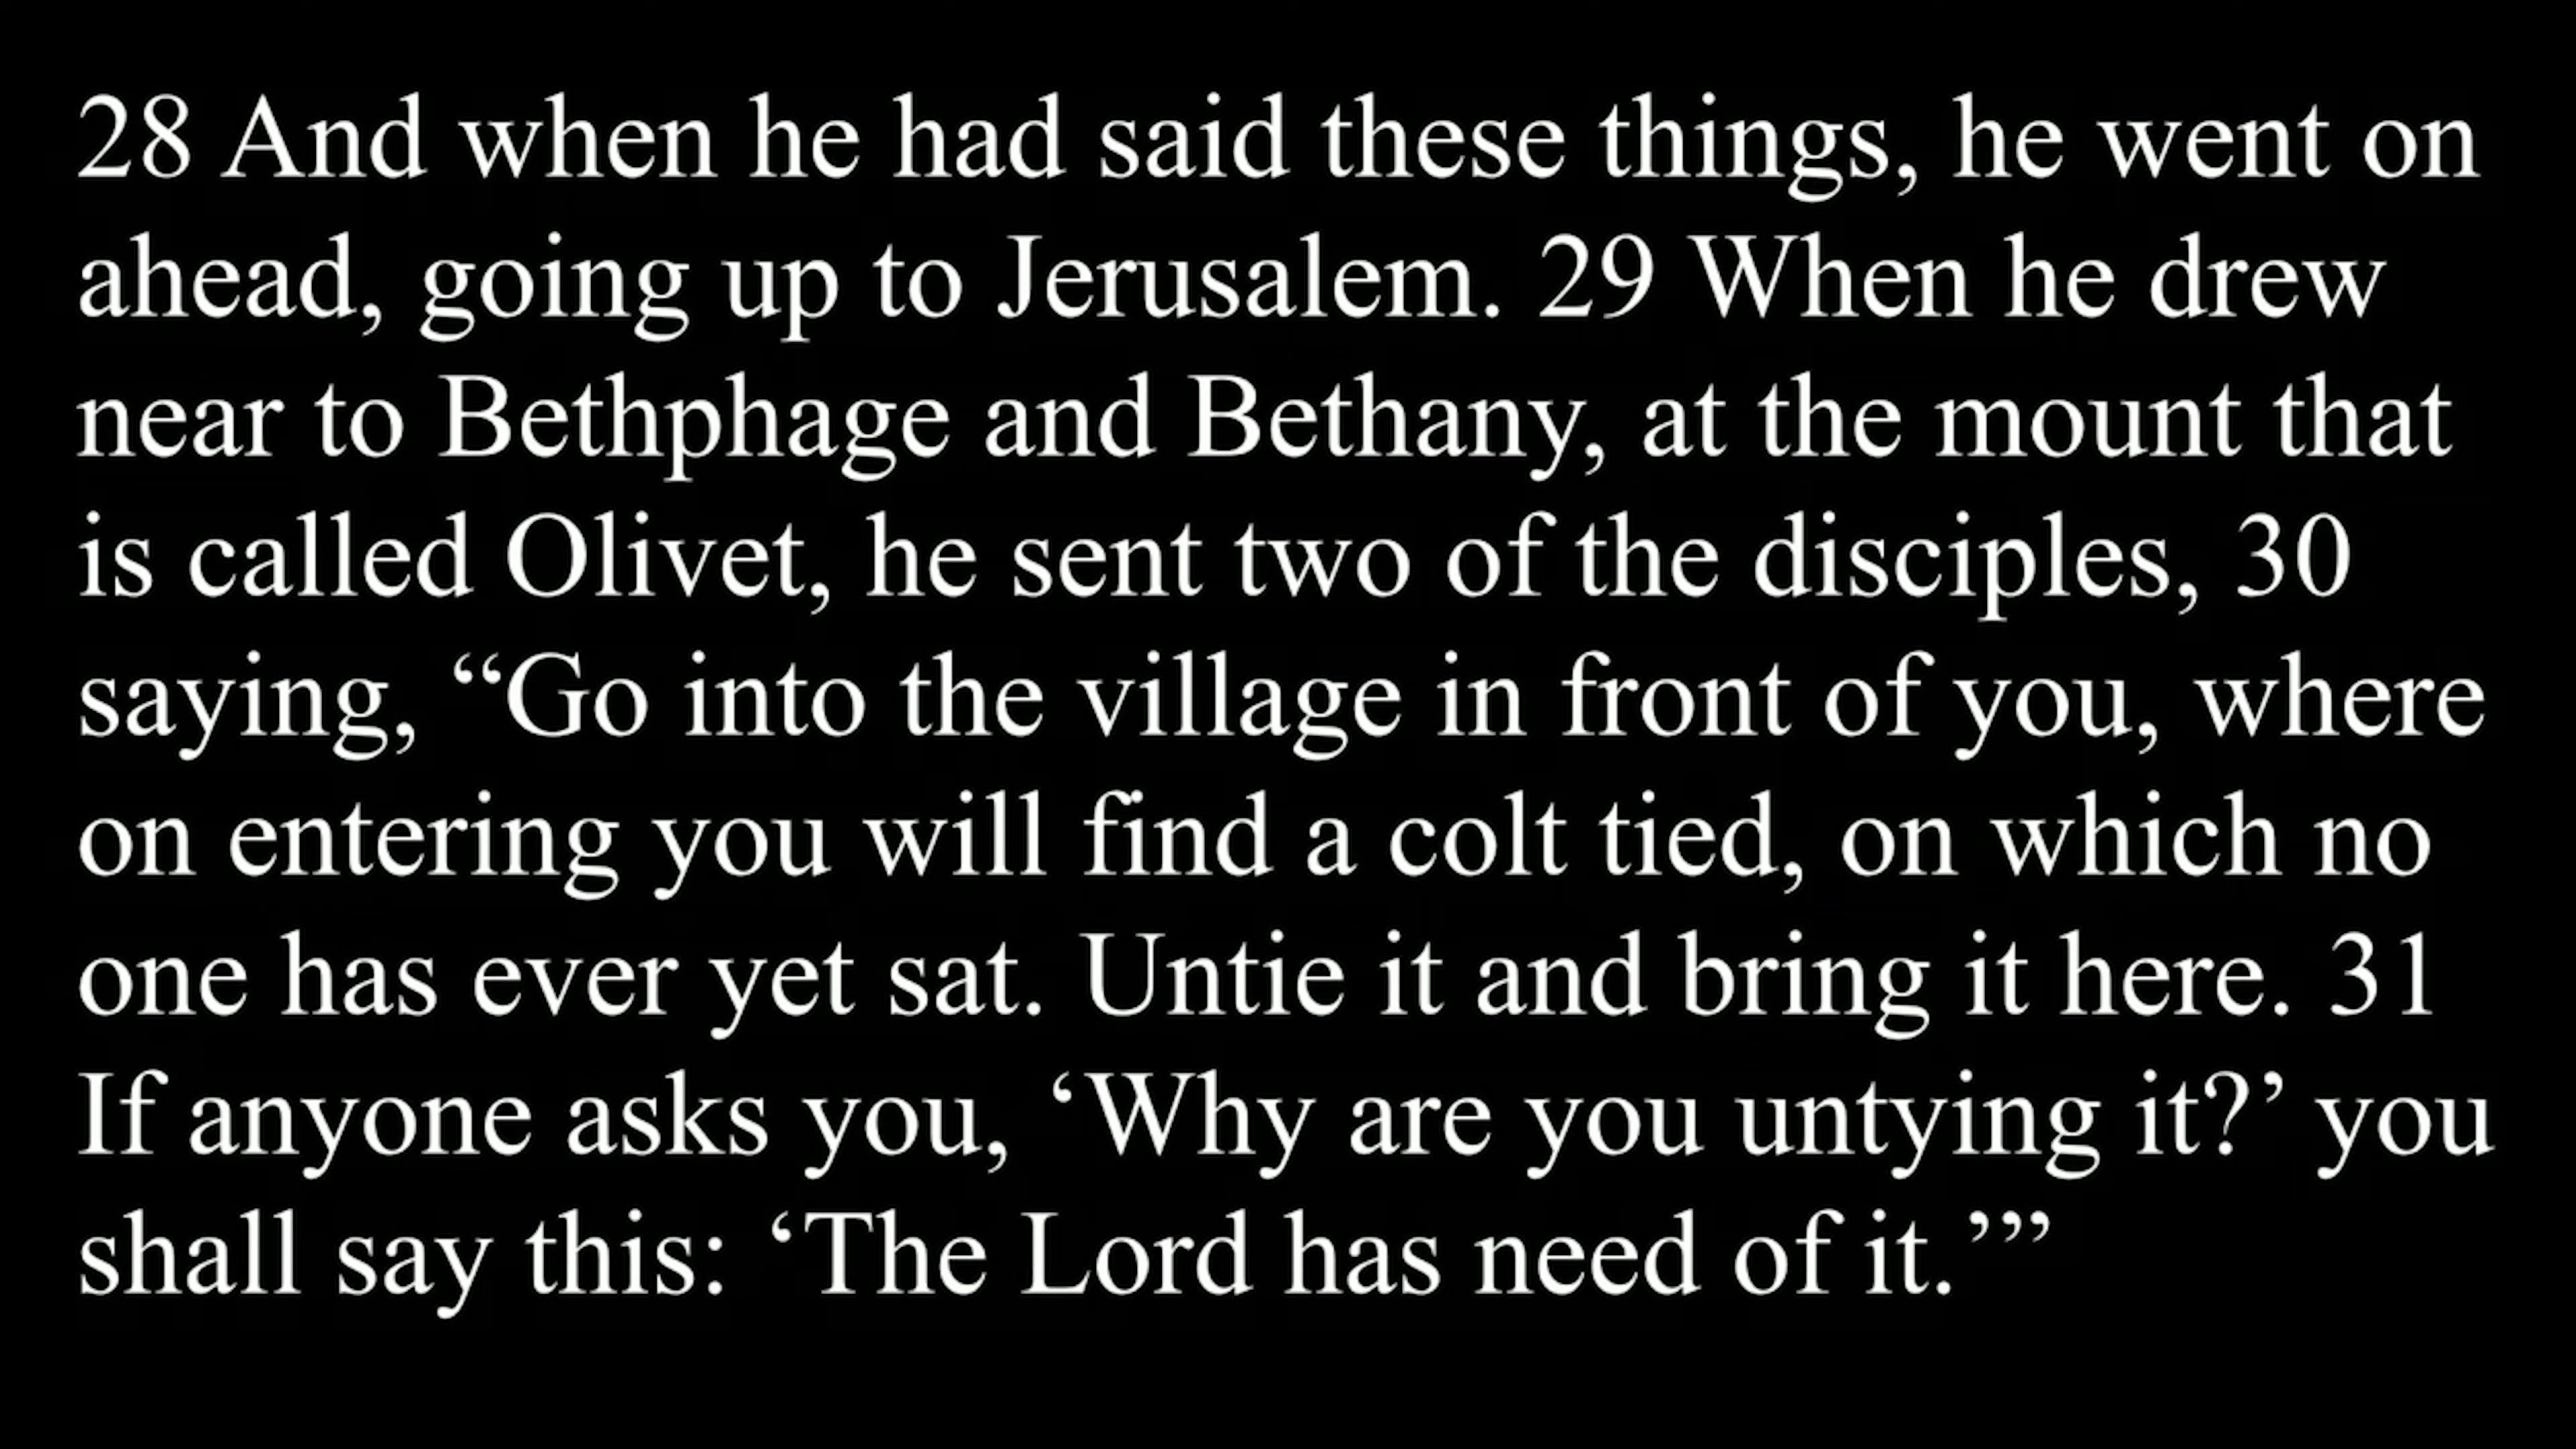 28 And when he had said these things, he went on
ahead, going up to Jerusalem. 29 When he drew
near to Bethphage and Bethany, at the mount that
is called Olivet, he sent two of the disciples, 30
saying, “Go into the village in front of you, where
on entering you will find a colt tied, on which no
one has ever yet sat. Untie it and bring it here. 31
If anyone asks you, ‘Why are you untying it?’ you
shall say this: ‘The Lord has need of it.’”